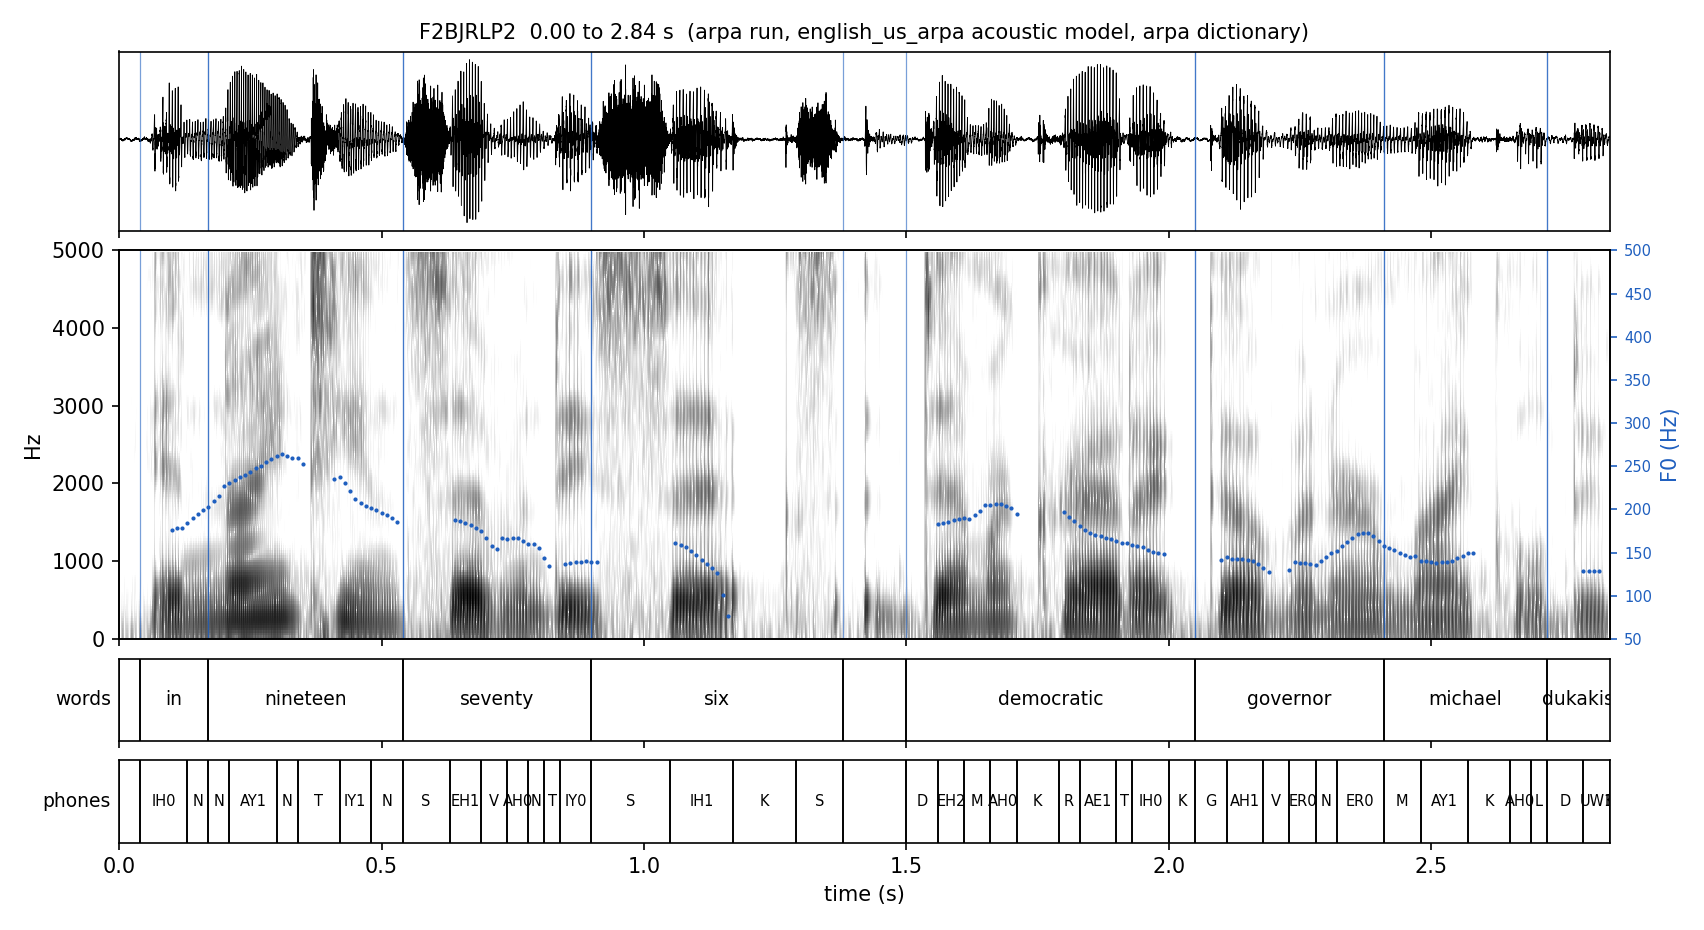 F2BJRLP2 0.00 to 2.84 s (arpa run, english_us_arpa acoustic model, arpa dictionary)
5000
4000
3000
2000
1000
0
Hz
500
450
400
350
300
250
200
150
100
50
F0 (Hz)
words
in nineteen seventy six democratic governor michael dukakis
phones
IH0 N N AY1 N T IY1 N S EH1 V AH0 N T IY0 S IH1 K S D EH2 M AH0 K R AE1 T IH0 K G AH1 V ER0 N ER0 M AY1 K AH0 L D UW1
0.0 0.5 1.0 1.5 2.0 2.5
time (s)